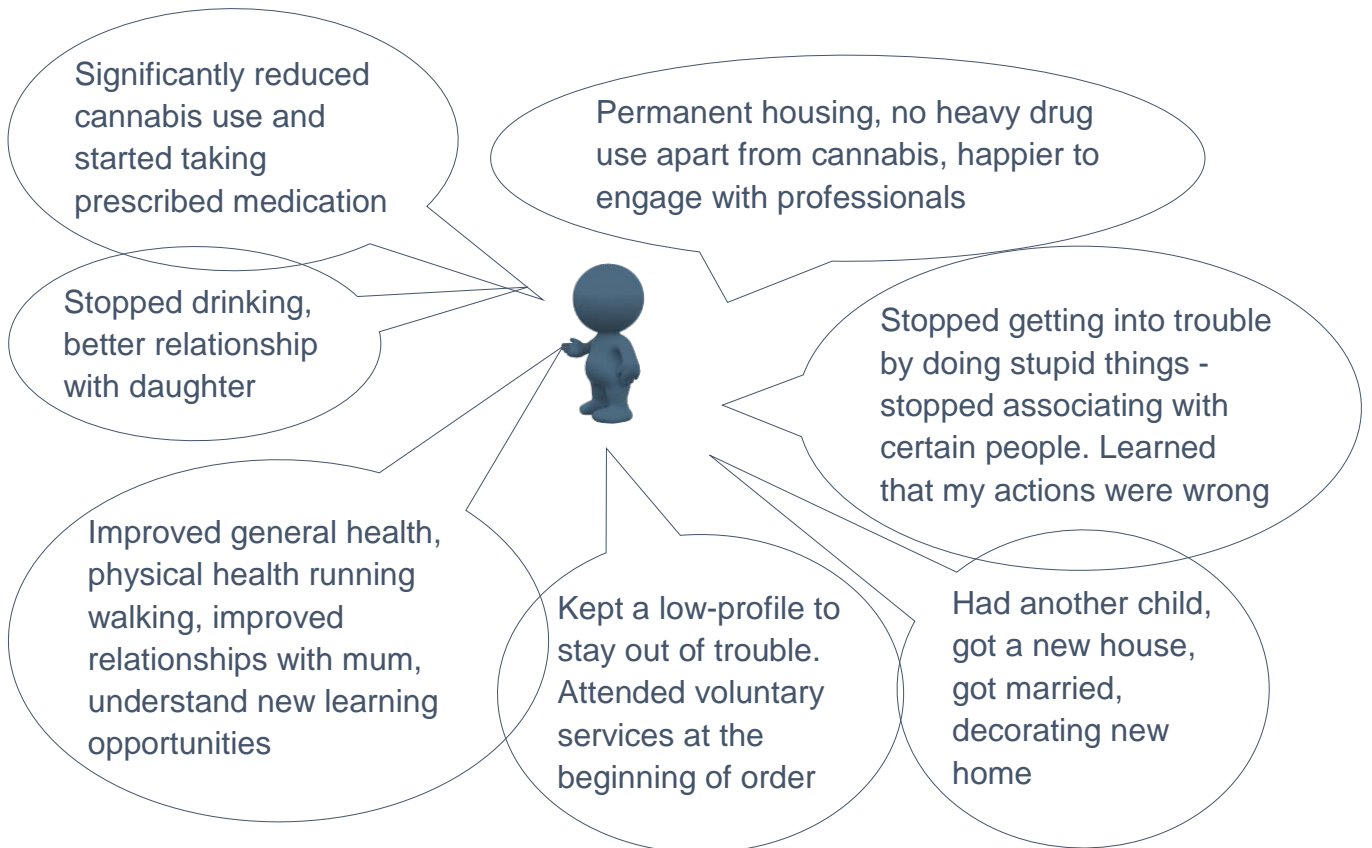 Significantly reduced
cannabis use and
started taking
prescribed medication
Permanent housing, no heavy drug
use apart from cannabis, happier to
engage with professionals
Stopped drinking,
better relationship
with daughter
Stopped getting into trouble
by doing stupid things -
stopped associating with
certain people. Learned
that my actions were wrong
Improved general health,
physical health running
walking, improved
relationships with mum,
understand new learning
opportunities
Kept a low-profile to
stay out of trouble.
Attended voluntary
services at the
beginning of order
Had another child,
got a new house,
got married,
decorating new
home